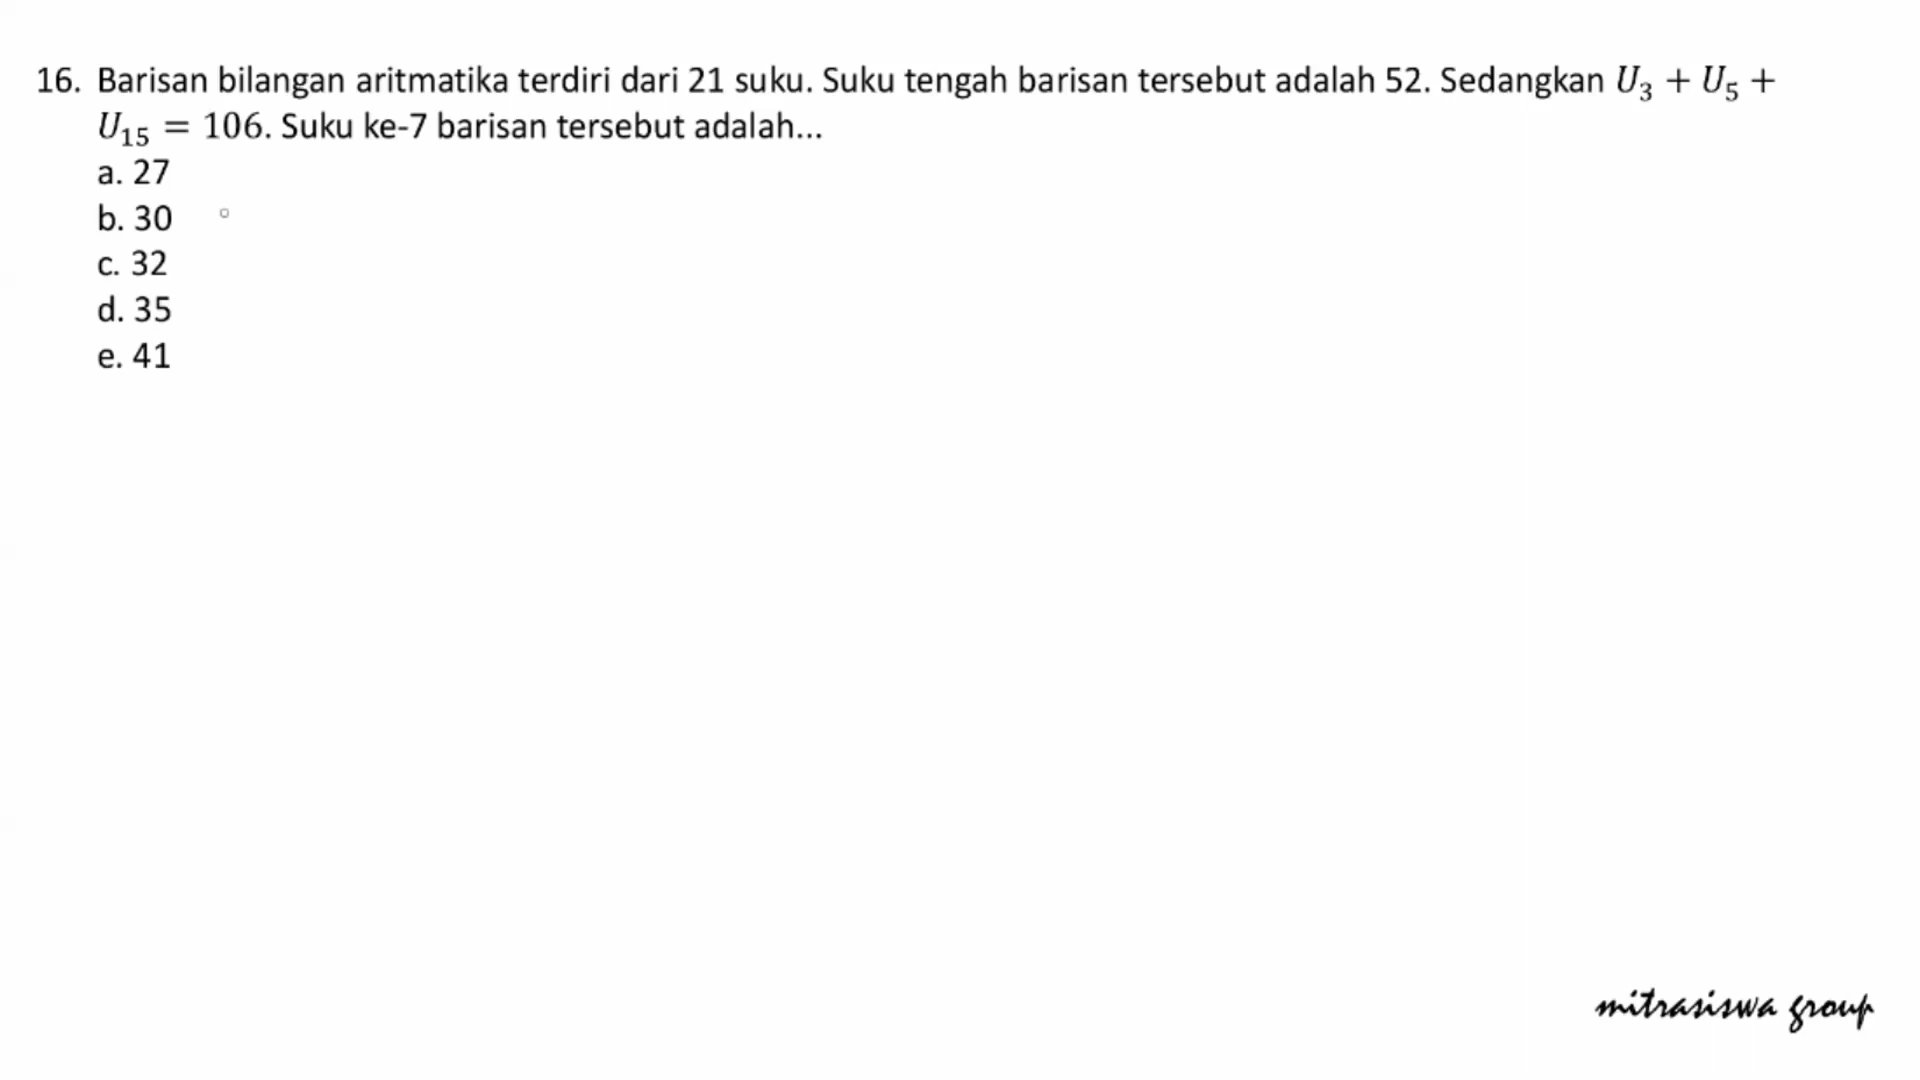 16. Barisan bilangan aritmatika terdiri dari 21 suku. Suku tengah barisan tersebut adalah 52. Sedangkan U₃ + U₅ +
U₁₅ = 106. Suku ke-7 barisan tersebut adalah...
a. 27
b. 30
c. 32
d. 35
e. 41
mitrasiswa group